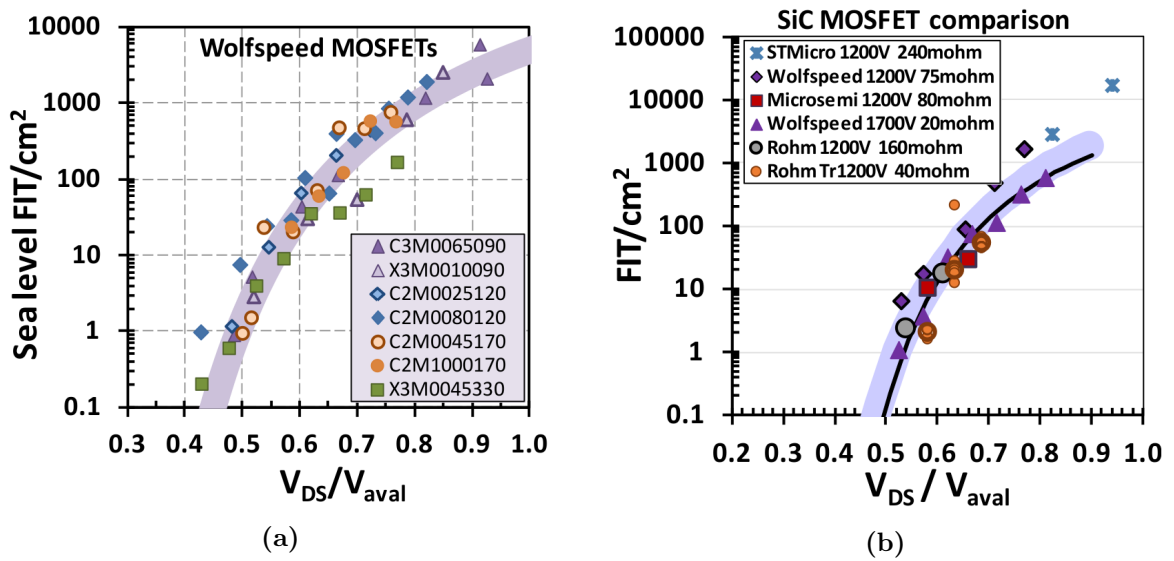 Wolfspeed MOSFETs
Sea level FIT/cm²
10000
1000
100
10
1
0.1
0.3 0.4 0.5 0.6 0.7 0.8 0.9 1.0
V_DS/V_aval
C3M0065090
X3M0010090
C2M0025120
C2M0080120
C2M0045170
C2M1000170
X3M0045330
(a)
SiC MOSFET comparison
FIT/cm²
100000
10000
1000
100
10
1
0.1
0.2 0.3 0.4 0.5 0.6 0.7 0.8 0.9 1.0
V_DS / V_aval
STMicro 1200V 240mohm
Wolfspeed 1200V 75mohm
Microsemi 1200V 80mohm
Wolfspeed 1700V 20mohm
Rohm 1200V 160mohm
Rohm Tr1200V 40mohm
(b)